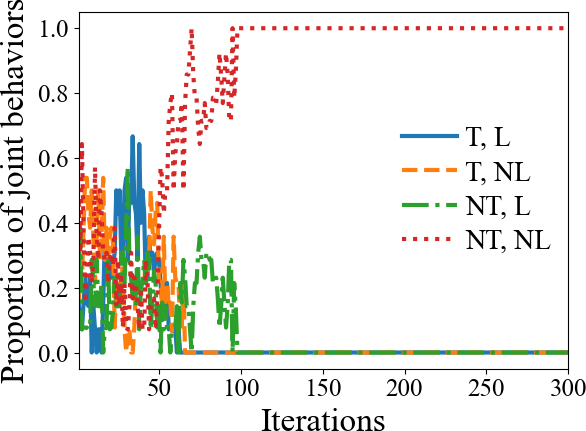 Proportion of joint behaviors
1.0
0.8
0.6
0.4
0.2
0.0
T, L
T, NL
NT, L
NT, NL
50
100
150
200
250
300
Iterations